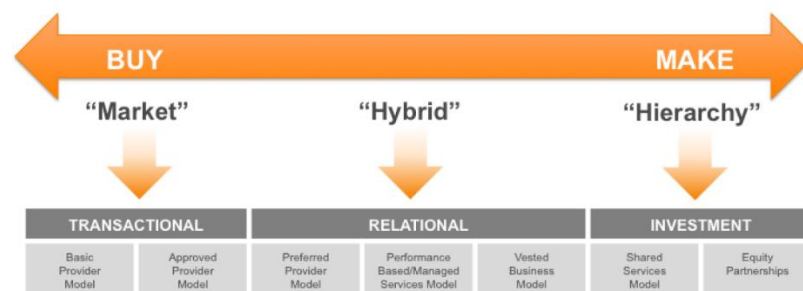 BUY MAKE
“Market” “Hybrid” “Hierarchy”
TRANSACTIONAL RELATIONAL INVESTMENT
Basic
Provider
Model
Approved
Provider
Model
Preferred
Provider
Model
Performance
Based/Managed
Services Model
Vested
Business
Model
Shared
Services
Model
Equity
Partnerships